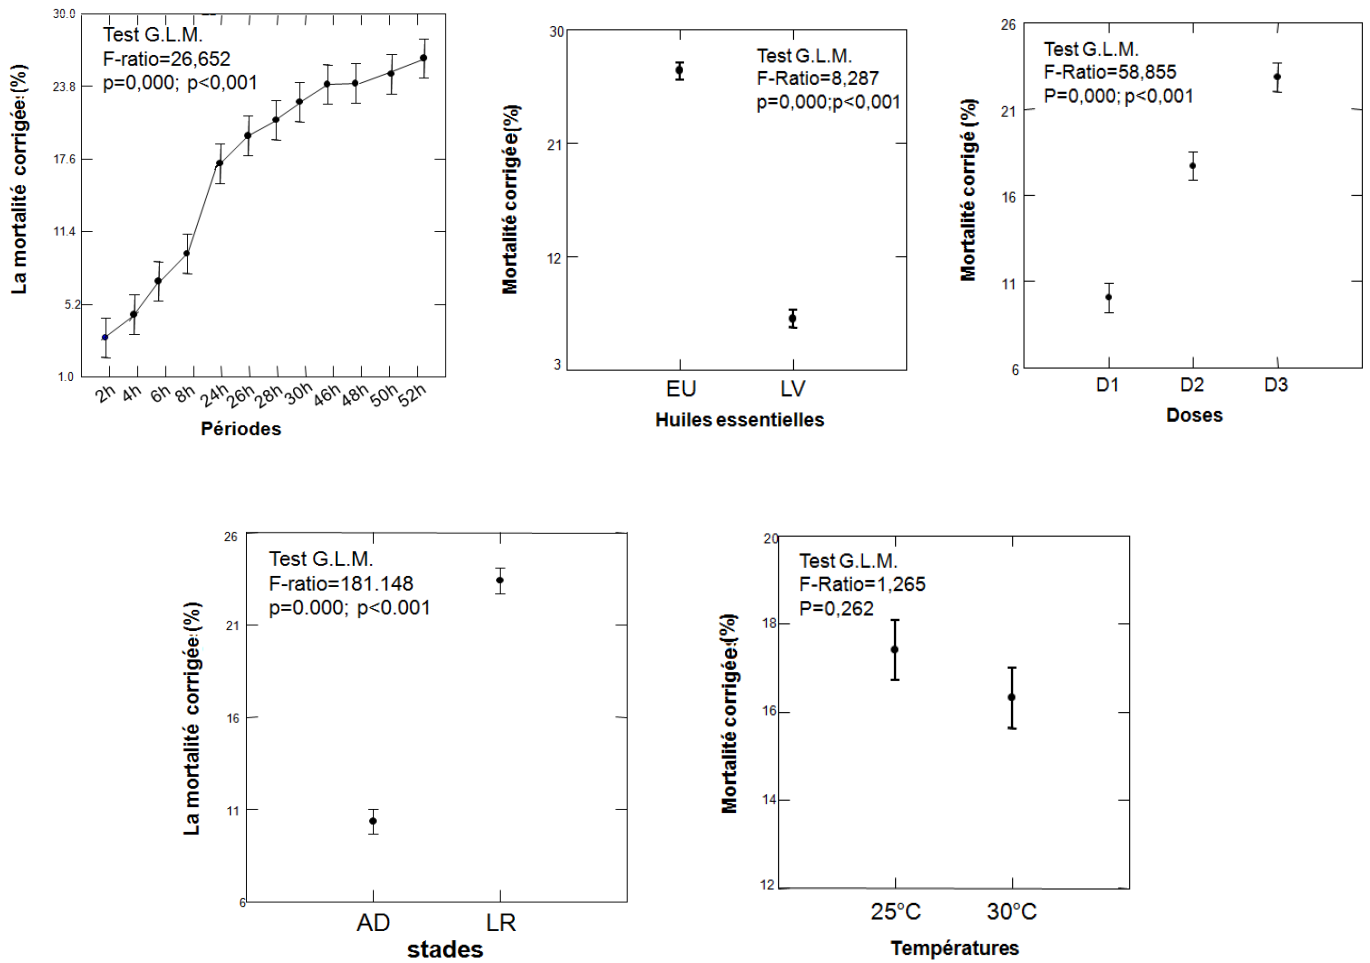 La mortalité corrigée (%)
30.0
23.8
17.6
11.4
5.2
1.0
Test G.L.M.
F-ratio=26,652
p=0,000; p<0,001
2h
4h
6h
8h
24h
26h
28h
30h
46h
48h
50h
52h
Périodes
Mortalité corrigée(%)
30
21
12
3
Test G.L.M.
F-Ratio=8,287
p=0,000;p<0,001
EU
LV
Huiles essentielles
Mortalité corrigé (%)
26
21
16
11
6
Test G.L.M.
F-Ratio=58,855
P=0,000; p<0,001
D1
D2
D3
Doses
La mortalité corrigée(%)
26
21
16
11
6
Test G.L.M.
F-ratio=181.148
p=0.000; p<0.001
AD
LR
stades
Mortalité corrigée(%)
20
18
16
14
12
Test G.L.M.
F-Ratio=1,265
P=0,262
25°C
30°C
Températures